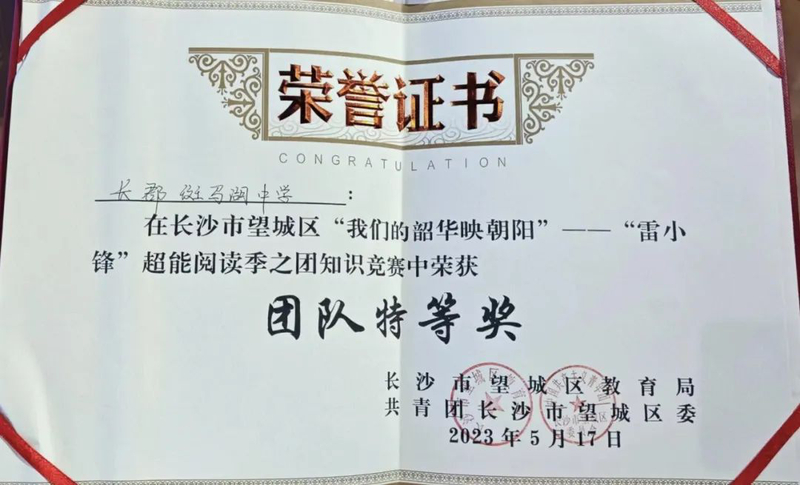 荣誉证书
CONGRATULATION
长郡斑马湖中学：
在长沙市望城区“我们的韶华映朝阳”——“雷小
锋”超能阅读季之团知识竞赛中荣获
团队特等奖
长沙市望城区教育局
共青团长沙市望城区委
2023年5月17日